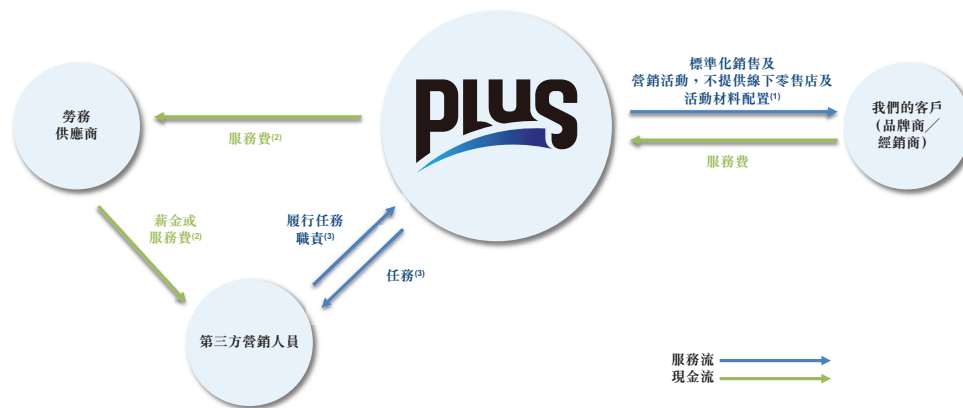 標準化銷售及
營銷活動，不提供線下零售店及
活動材料配置(1)
勞務
供應商
服務費(2)
PLUS
服務費
我們的客戶
(品牌商／
經銷商)
薪金或
服務費(2)
履行任務
職責(3)
任務(3)
第三方營銷人員
服務流
現金流